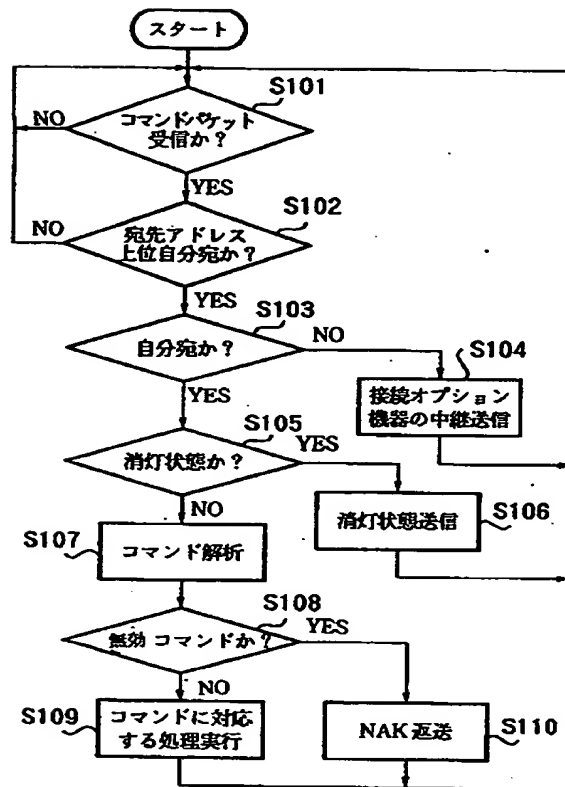 スタート
S101
コマンドパケット
受信か？
NO
YES
S102
宛先アドレス
上位自分宛か？
NO
YES
S103
自分宛か？
NO
YES
S104
接続オプション
機器の中継送信
S105
消灯状態か？
YES
NO
S106
消灯状態送信
S107
コマンド解析
S108
無効コマンドか？
YES
NO
S109
コマンドに対応
する処理実行
NAK返送
S110